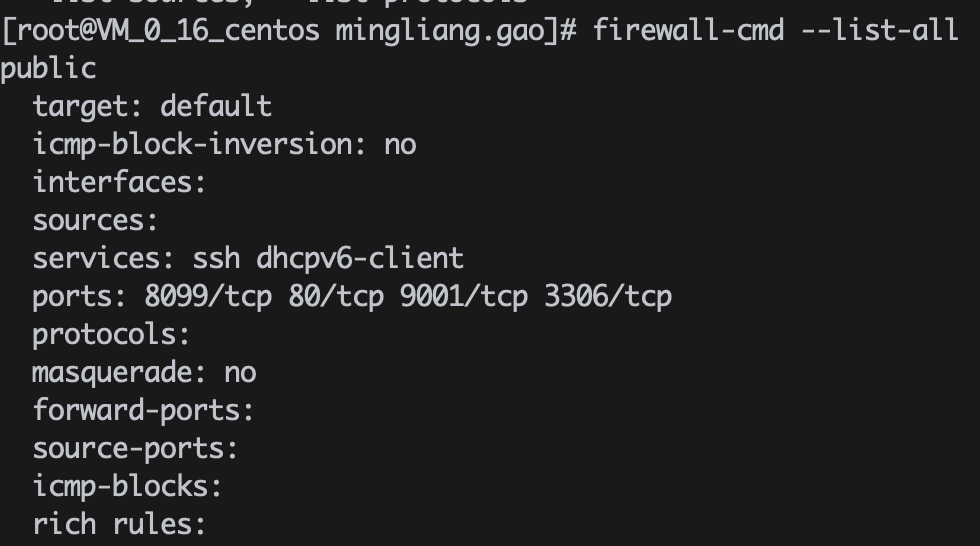 [root@VM_0_16_centos mingliang.gao]# firewall-cmd --list-all
public
  target: default
  icmp-block-inversion: no
  interfaces:
  sources:
  services: ssh dhcpv6-client
  ports: 8099/tcp 80/tcp 9001/tcp 3306/tcp
  protocols:
  masquerade: no
  forward-ports:
  source-ports:
  icmp-blocks:
  rich rules: